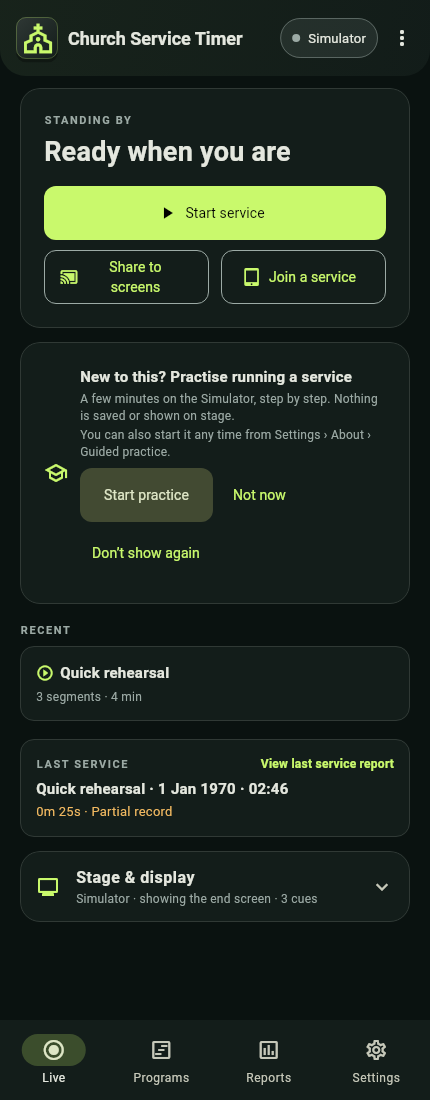 Church Service Timer
Simulator
STANDING BY
Ready when you are
Start service
Share to
screens
Join a service
New to this? Practise running a service
A few minutes on the Simulator, step by step. Nothing
is saved or shown on stage.
You can also start it any time from Settings › About ›
Guided practice.
Start practice
Not now
Don't show again
RECENT
Quick rehearsal
3 segments · 4 min
LAST SERVICE
View last service report
Quick rehearsal · 1 Jan 1970 · 02:46
0m 25s · Partial record
Stage & display
Simulator · showing the end screen · 3 cues
Live
Programs
Reports
Settings